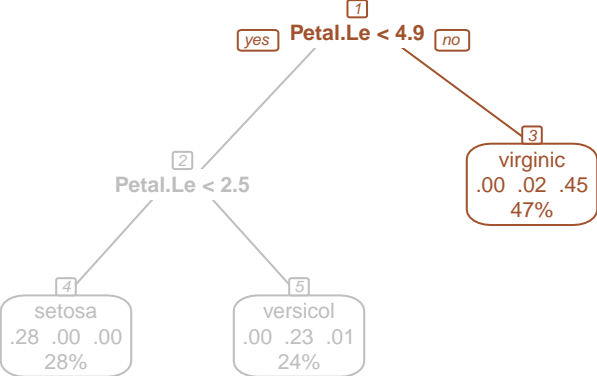 1
yes Petal.Le < 4.9 no
2
Petal.Le < 2.5
3
virginic
.00 .02 .45
47%
4
setosa
.28 .00 .00
28%
5
versicol
.00 .23 .01
24%